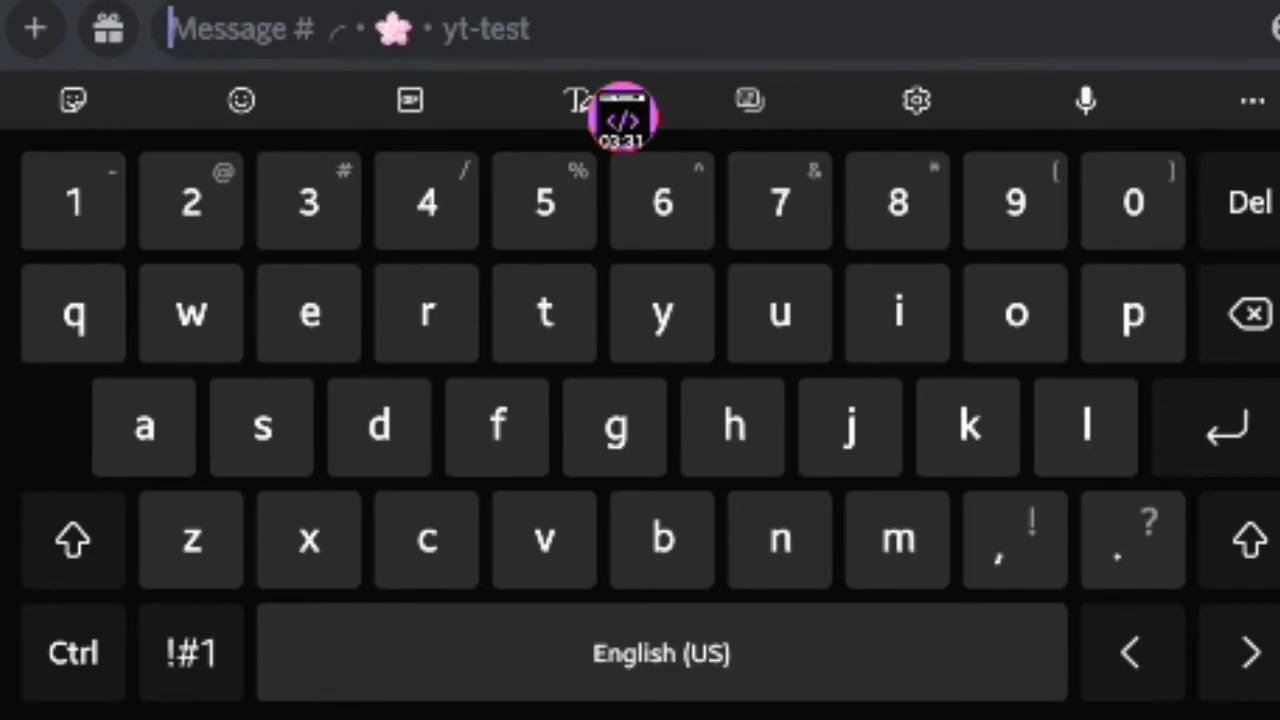 Message # ╭・🌸・yt-test
GIF
03:31
1 - 2 @ 3 # 4 / 5 % 6 ^ 7 & 8 * 9 ( 0 ) Del
q w e r t y u i o p
a s d f g h j k l
z x c v b n m , ! . ?
Ctrl !#1 English (US) < >